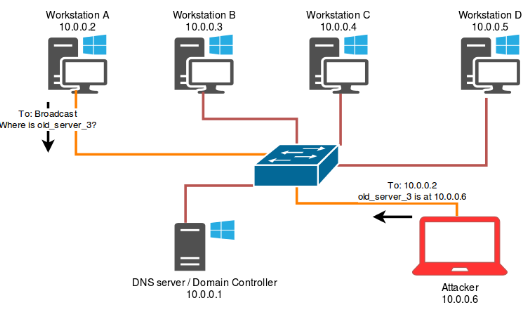 Workstation A
10.0.0.2
Workstation B
10.0.0.3
Workstation C
10.0.0.4
Workstation D
10.0.0.5
To: Broadcast
Where is old_server_3?
To: 10.0.0.2
old_server_3 is at 10.0.0.6
DNS server / Domain Controller
10.0.0.1
Attacker
10.0.0.6